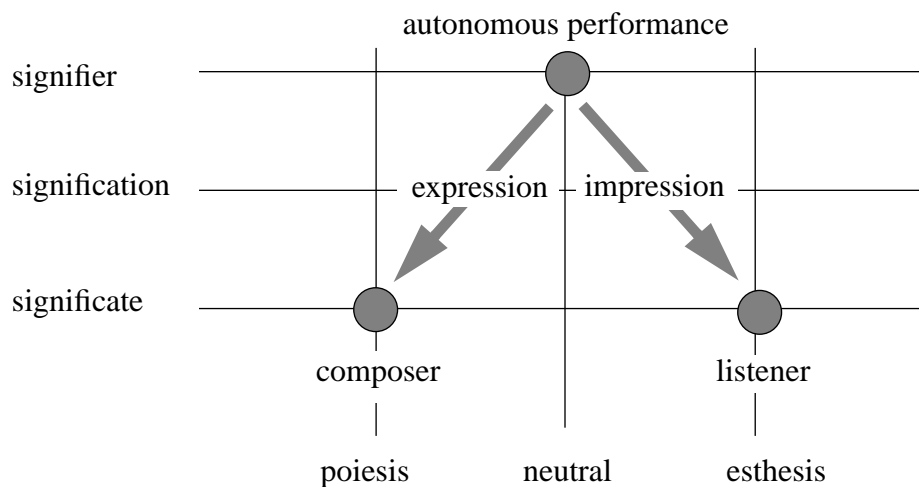 autonomous performance
signifier
signification
expression
impression
significate
composer
listener
poiesis
neutral
esthesis